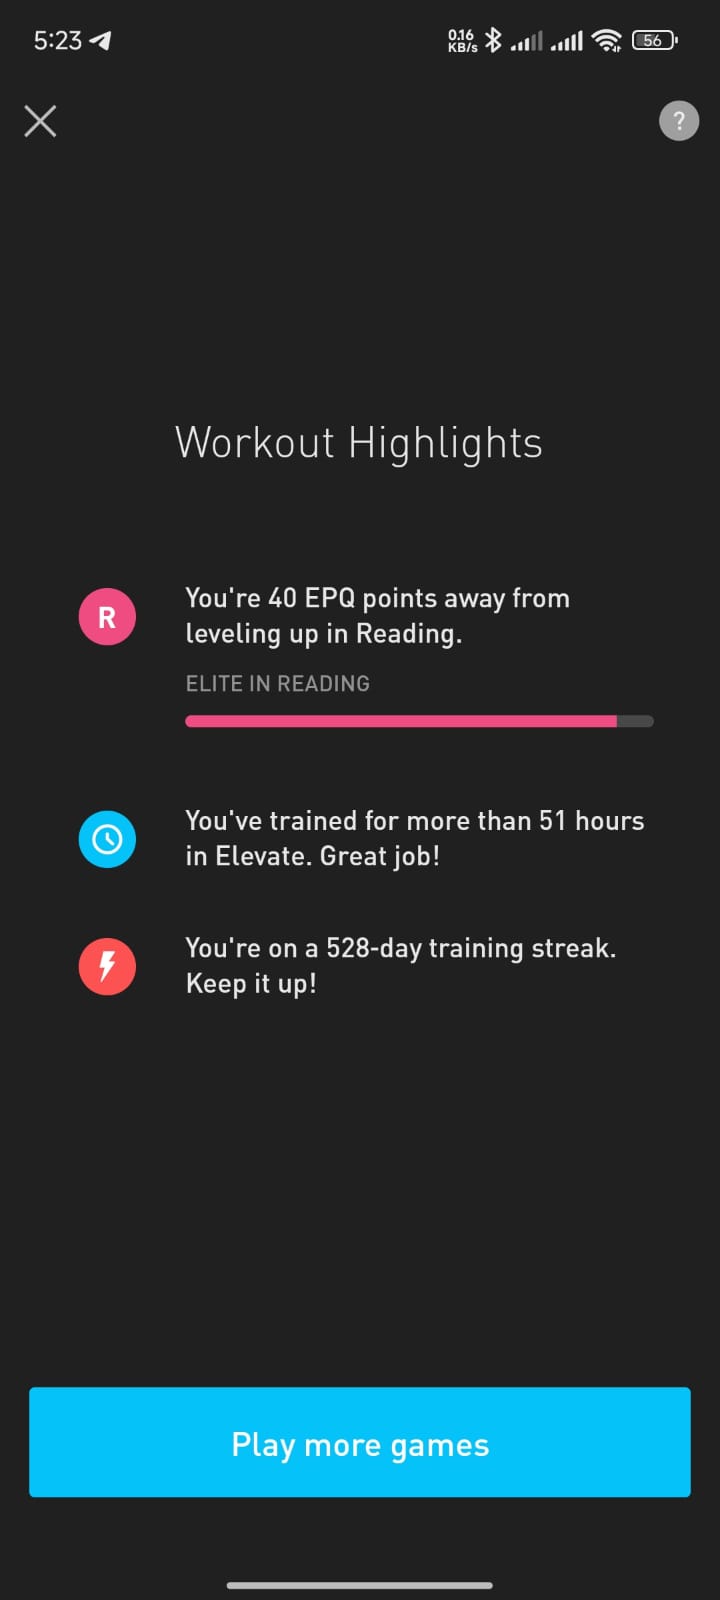 5:23
0.16
KB/s
56
?
Workout Highlights
R
You're 40 EPQ points away from
leveling up in Reading.
ELITE IN READING
You've trained for more than 51 hours
in Elevate. Great job!
You're on a 528-day training streak.
Keep it up!
Play more games